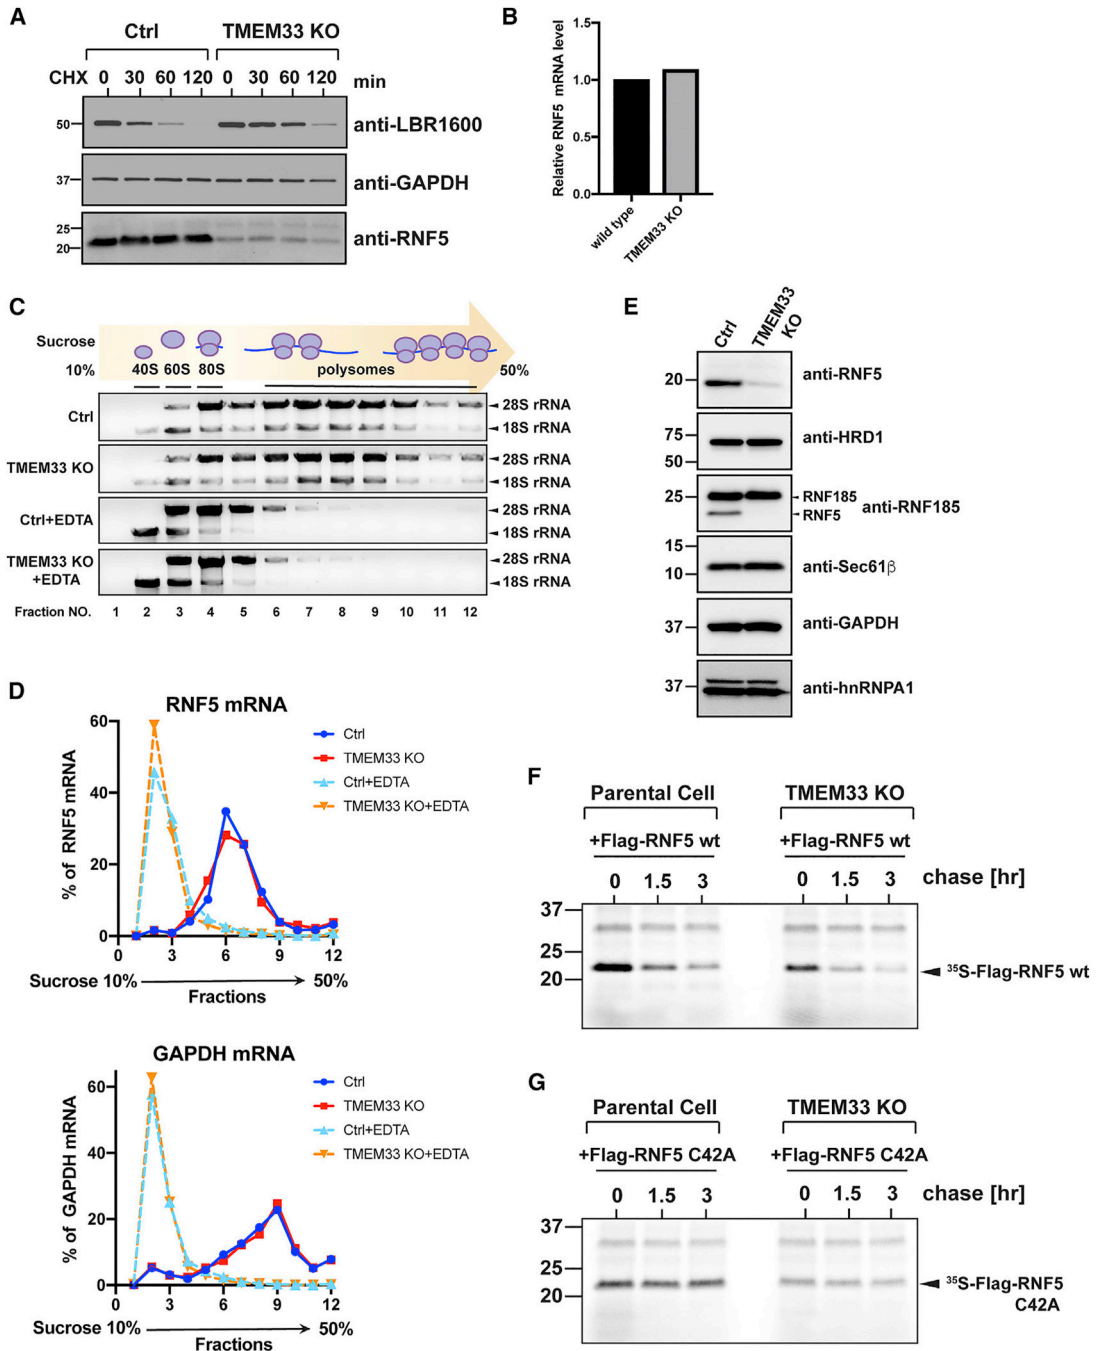 A
Ctrl TMEM33 KO
CHX 0 30 60 120 0 30 60 120 min
50 anti-LBR1600
37 anti-GAPDH
25
20 anti-RNF5
B
Relative RNF5 mRNA level
1.5
1.0
0.5
0.0
wild type
TMEM33 KO
C
Sucrose
10% 40S 60S 80S polysomes 50%
Ctrl 28S rRNA
18S rRNA
TMEM33 KO 28S rRNA
18S rRNA
Ctrl+EDTA 28S rRNA
18S rRNA
TMEM33 KO
+EDTA 28S rRNA
18S rRNA
Fraction NO. 1 2 3 4 5 6 7 8 9 10 11 12
D
RNF5 mRNA
% of RNF5 mRNA
60
40
20
0
0 3 6 9 12
Ctrl
TMEM33 KO
Ctrl+EDTA
TMEM33 KO+EDTA
Sucrose 10% 50%
Fractions
GAPDH mRNA
% of GAPDH mRNA
60
40
20
0
0 3 6 9 12
Ctrl
TMEM33 KO
Ctrl+EDTA
TMEM33 KO+EDTA
Sucrose 10% 50%
Fractions
E
Ctrl
TMEM33
KO
20 anti-RNF5
75
50 anti-HRD1
25 RNF185
RNF5 anti-RNF185
15
10 anti-Sec61β
37 anti-GAPDH
37 anti-hnRNPA1
F
Parental Cell TMEM33 KO
+Flag-RNF5 wt +Flag-RNF5 wt
0 1.5 3 0 1.5 3 chase [hr]
37
25
20 ³⁵S-Flag-RNF5 wt
G
Parental Cell TMEM33 KO
+Flag-RNF5 C42A +Flag-RNF5 C42A
0 1.5 3 0 1.5 3 chase [hr]
37
25
20 ³⁵S-Flag-RNF5
C42A